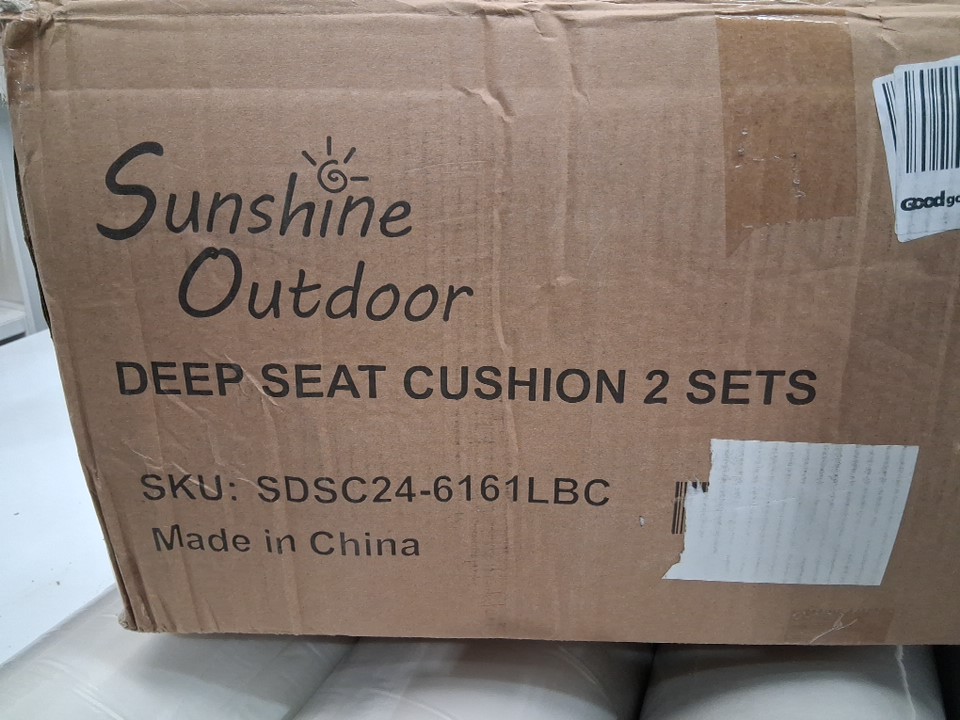 Sunshine
Outdoor
DEEP SEAT CUSHION 2 SETS
SKU: SDSC24-6161LBC
Made in China
Good